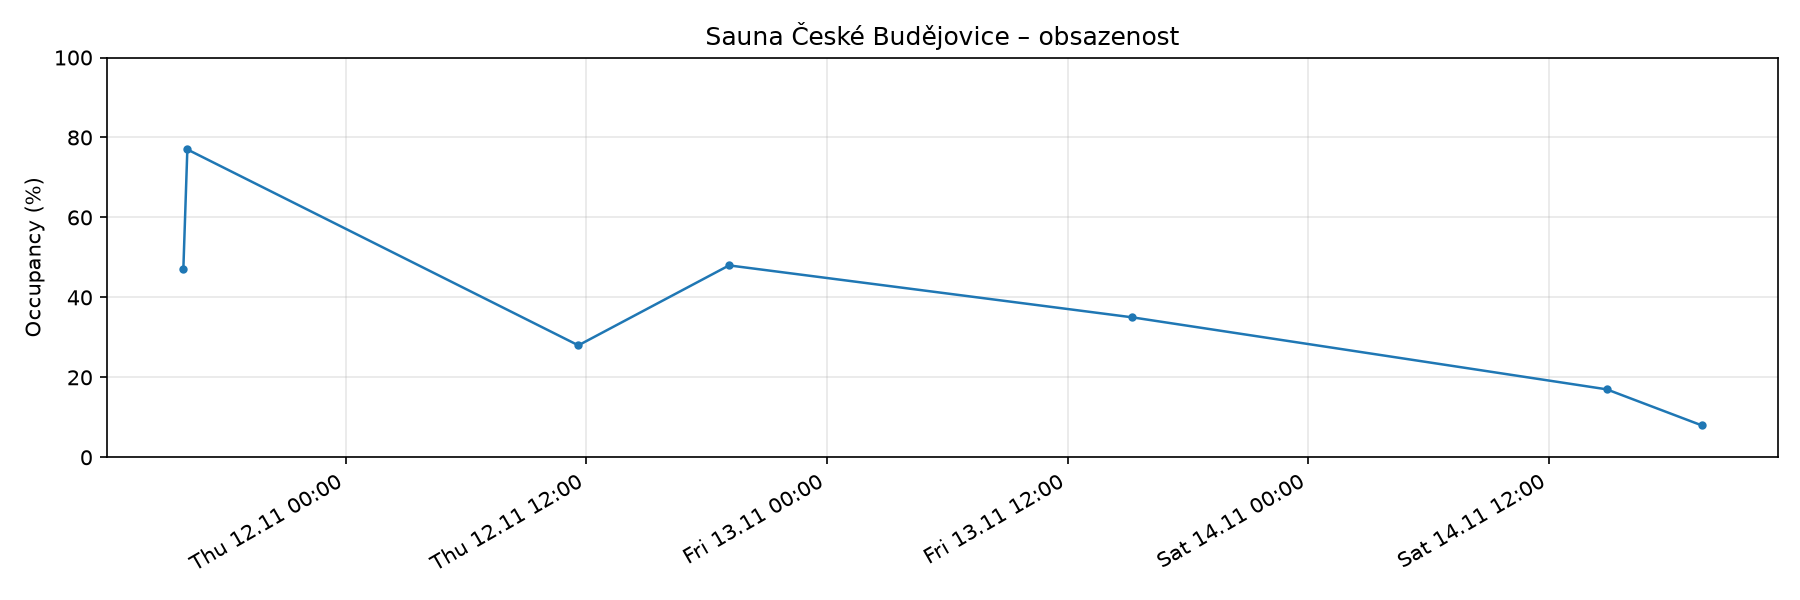 Sauna České Budějovice – obsazenost
Occupancy (%)
100
80
60
40
20
0
Thu 12.11 00:00
Thu 12.11 12:00
Fri 13.11 00:00
Fri 13.11 12:00
Sat 14.11 00:00
Sat 14.11 12:00